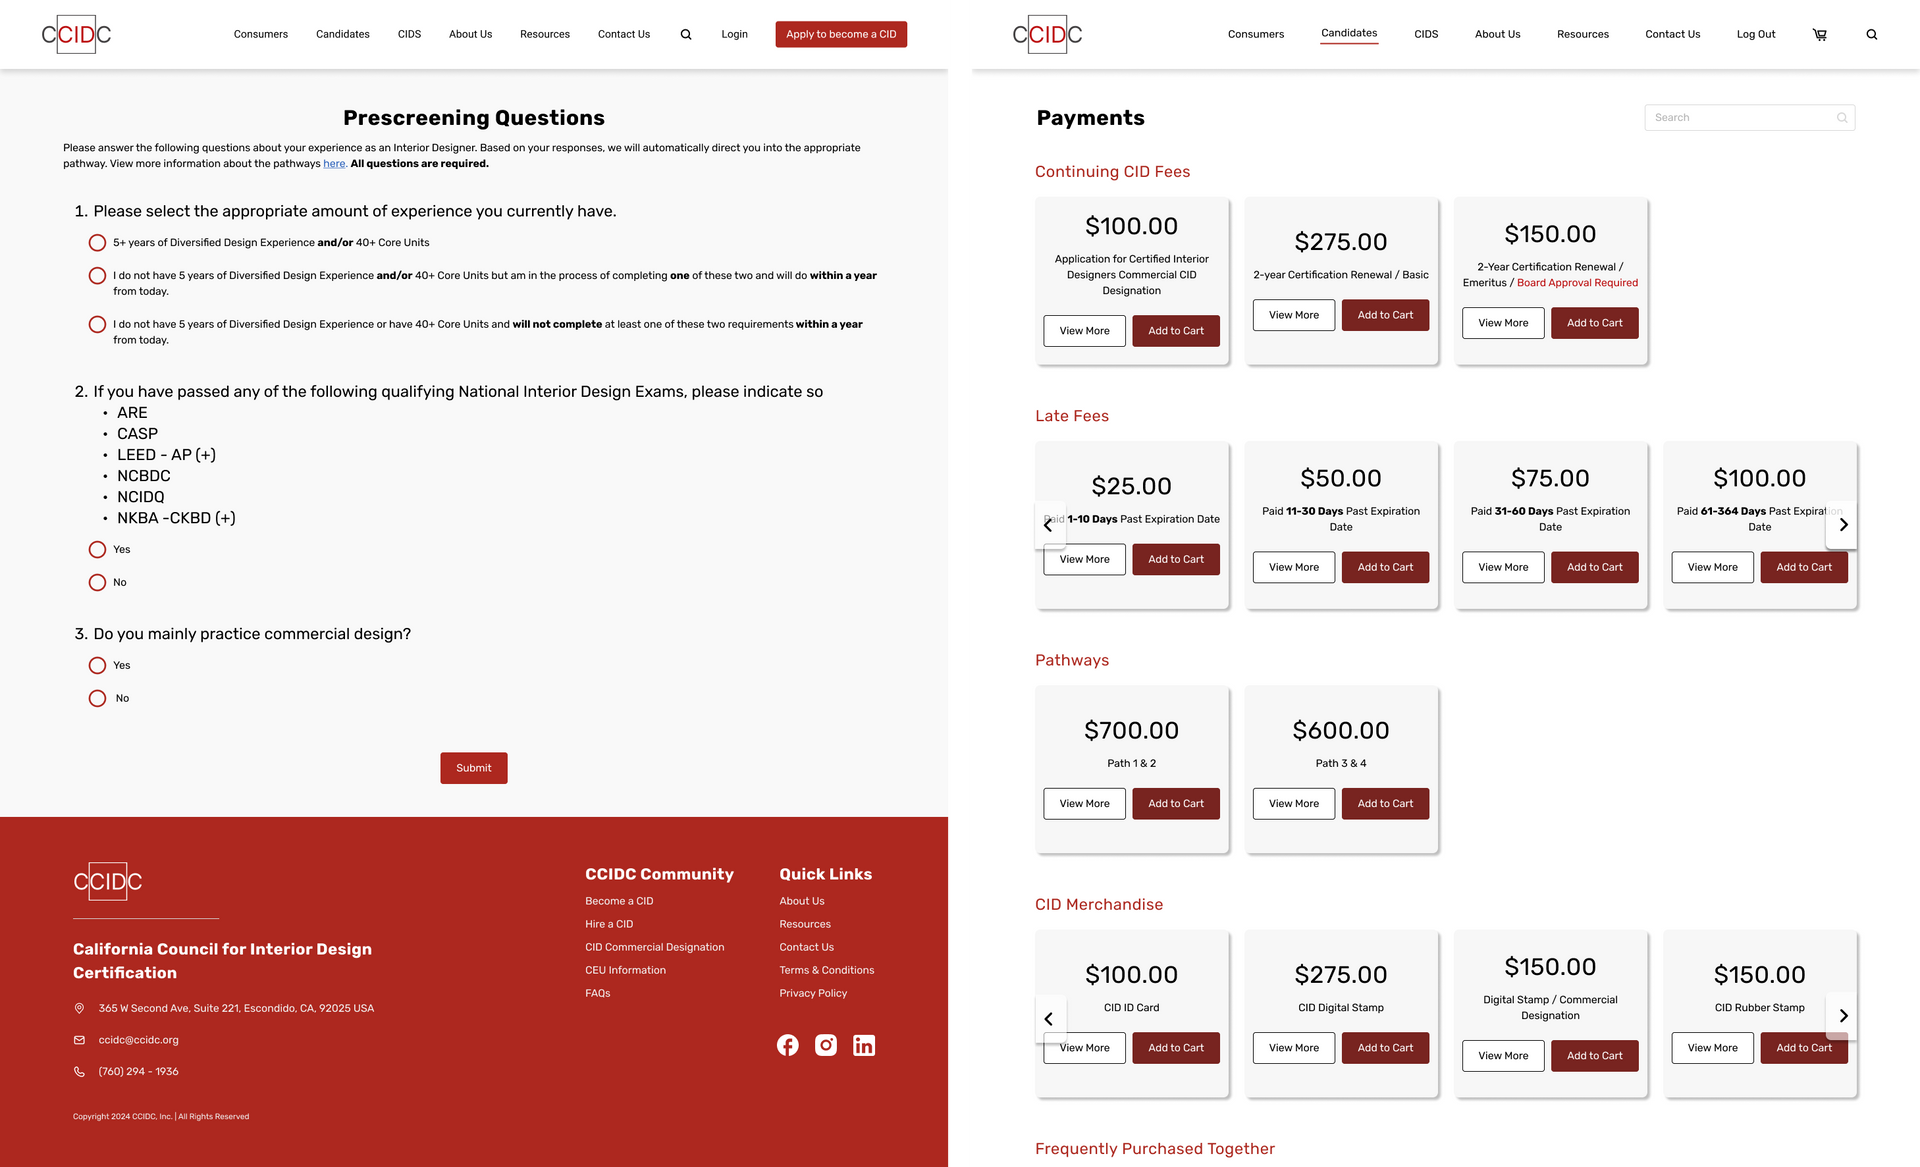 CCIDC
Consumers
Candidates
CIDS
About Us
Resources
Contact Us
Login
Apply to become a CID
Prescreening Questions
Please answer the following questions about your experience as an Interior Designer. Based on your responses, we will automatically direct you into the appropriate
pathway. View more information about the pathways here. All questions are required.
1. Please select the appropriate amount of experience you currently have.
5+ years of Diversified Design Experience and/or 40+ Core Units
I do not have 5 years of Diversified Design Experience and/or 40+ Core Units but am in the process of completing one of these two and will do within a year
from today.
I do not have 5 years of Diversified Design Experience or have 40+ Core Units and will not complete at least one of these two requirements within a year
from today.
2. If you have passed any of the following qualifying National Interior Design Exams, please indicate so
• ARE
• CASP
• LEED - AP (+)
• NCBDC
• NCIDQ
• NKBA -CKBD (+)
Yes
No
3. Do you mainly practice commercial design?
Yes
No
Submit
CCIDC
California Council for Interior Design
Certification
365 W Second Ave, Suite 221, Escondido, CA, 92025 USA
ccidc@ccidc.org
(760) 294 - 1936
Copyright 2024 CCIDC, Inc. | All Rights Reserved
CCIDC Community
Become a CID
Hire a CID
CID Commercial Designation
CEU Information
FAQs
Quick Links
About Us
Resources
Contact Us
Terms & Conditions
Privacy Policy
CCIDC
Consumers
Candidates
CIDS
About Us
Resources
Contact Us
Log Out
Payments
Search
Continuing CID Fees
$100.00
Application for Certified Interior
Designers Commercial CID
Designation
View More
Add to Cart
$275.00
2-year Certification Renewal / Basic
View More
Add to Cart
$150.00
2-Year Certification Renewal /
Emeritus / Board Approval Required
View More
Add to Cart
Late Fees
$25.00
Paid 1-10 Days Past Expiration Date
View More
Add to Cart
$50.00
Paid 11-30 Days Past Expiration
Date
View More
Add to Cart
$75.00
Paid 31-60 Days Past Expiration
Date
View More
Add to Cart
$100.00
Paid 61-364 Days Past Expiration
Date
View More
Add to Cart
Pathways
$700.00
Path 1 & 2
View More
Add to Cart
$600.00
Path 3 & 4
View More
Add to Cart
CID Merchandise
$100.00
CID ID Card
View More
Add to Cart
$275.00
CID Digital Stamp
View More
Add to Cart
$150.00
Digital Stamp / Commercial
Designation
View More
Add to Cart
$150.00
CID Rubber Stamp
View More
Add to Cart
Frequently Purchased Together